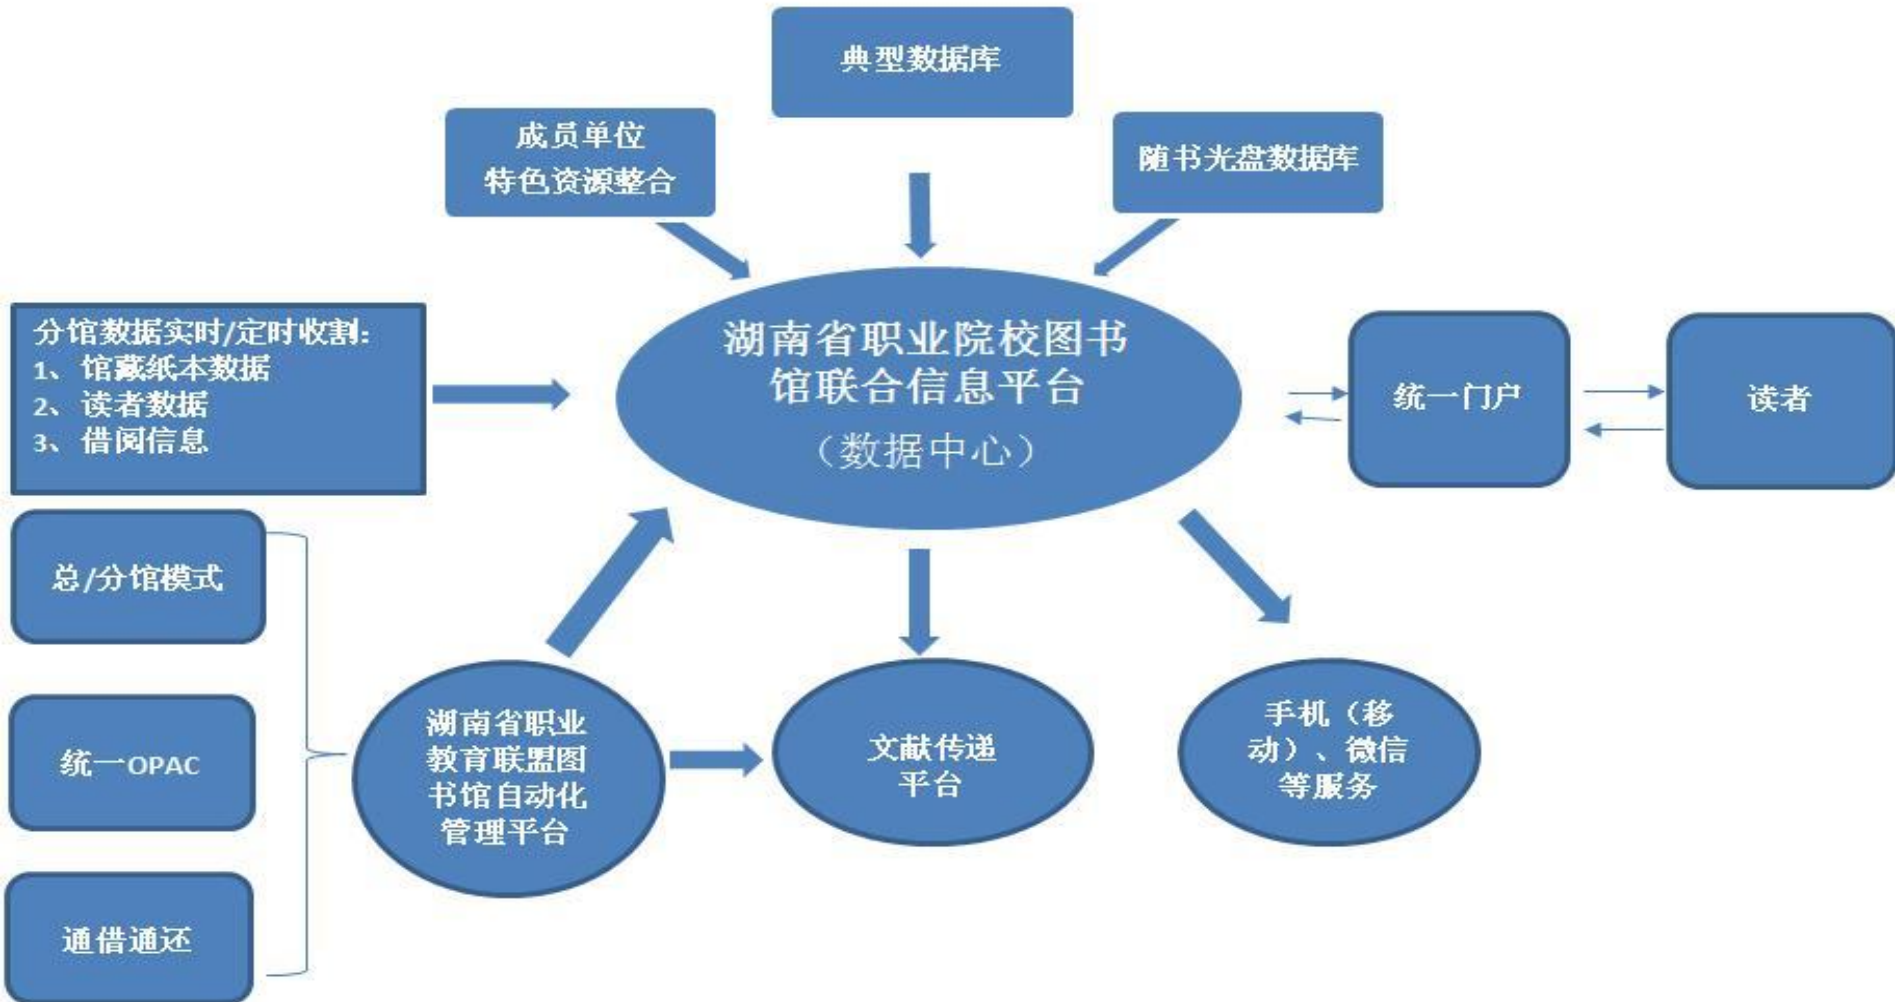 典型数据库
成员单位
特色资源整合
随书光盘数据库
分馆数据实时/定时收割：
1、馆藏纸本数据
2、读者数据
3、借阅信息
湖南省职业院校图书
馆联合信息平台
（数据中心）
统一门户
读者
总/分馆模式
统一OPAC
通借通还
湖南省职业
教育联盟图
书馆自动化
管理平台
文献传递
平台
手机（移
动）、微信
等服务